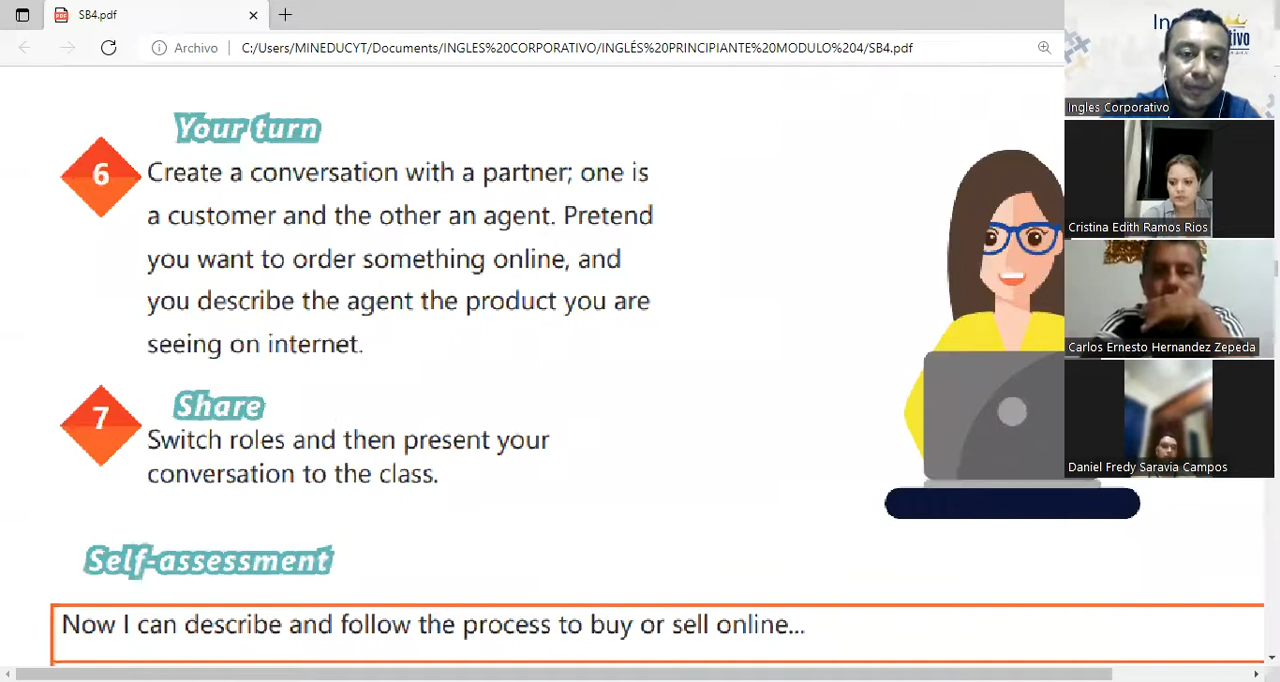 SB4.pdf
Archivo
C:/Users/MINEDUCYT/Documents/INGLES%20CORPORATIVO/INGLÉS%20PRINCIPIANTE%20MODULO%204/SB4.pdf
Your turn
6
Create a conversation with a partner; one is
a customer and the other an agent. Pretend
you want to order something online, and
you describe the agent the product you are
seeing on internet.
7
Share
Switch roles and then present your
conversation to the class.
Self-assessment
Now I can describe and follow the process to buy or sell online...
Ingles Corporativo
Cristina Edith Ramos Rios
Carlos Ernesto Hernandez Zepeda
Daniel Fredy Saravia Campos